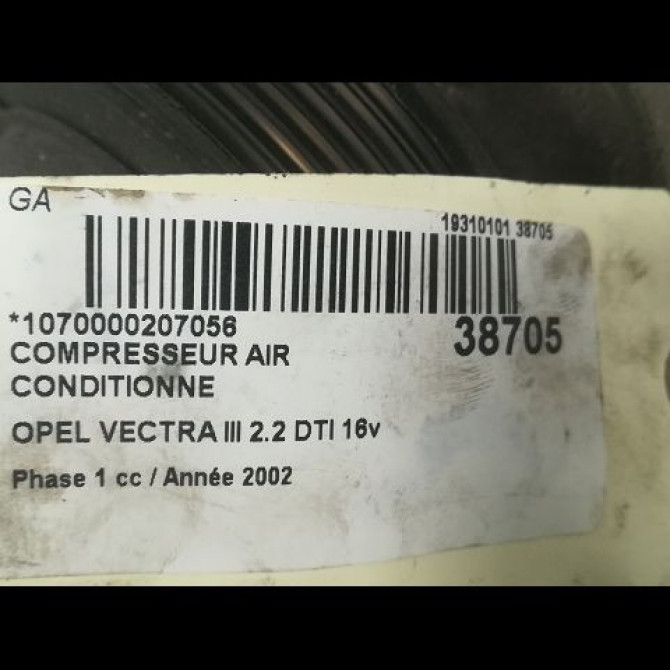 GA
19310101 38705
*1070000207056
38705
COMPRESSEUR AIR
CONDITIONNE
OPEL VECTRA III 2.2 DTI 16v
Phase 1 cc / Année 2002